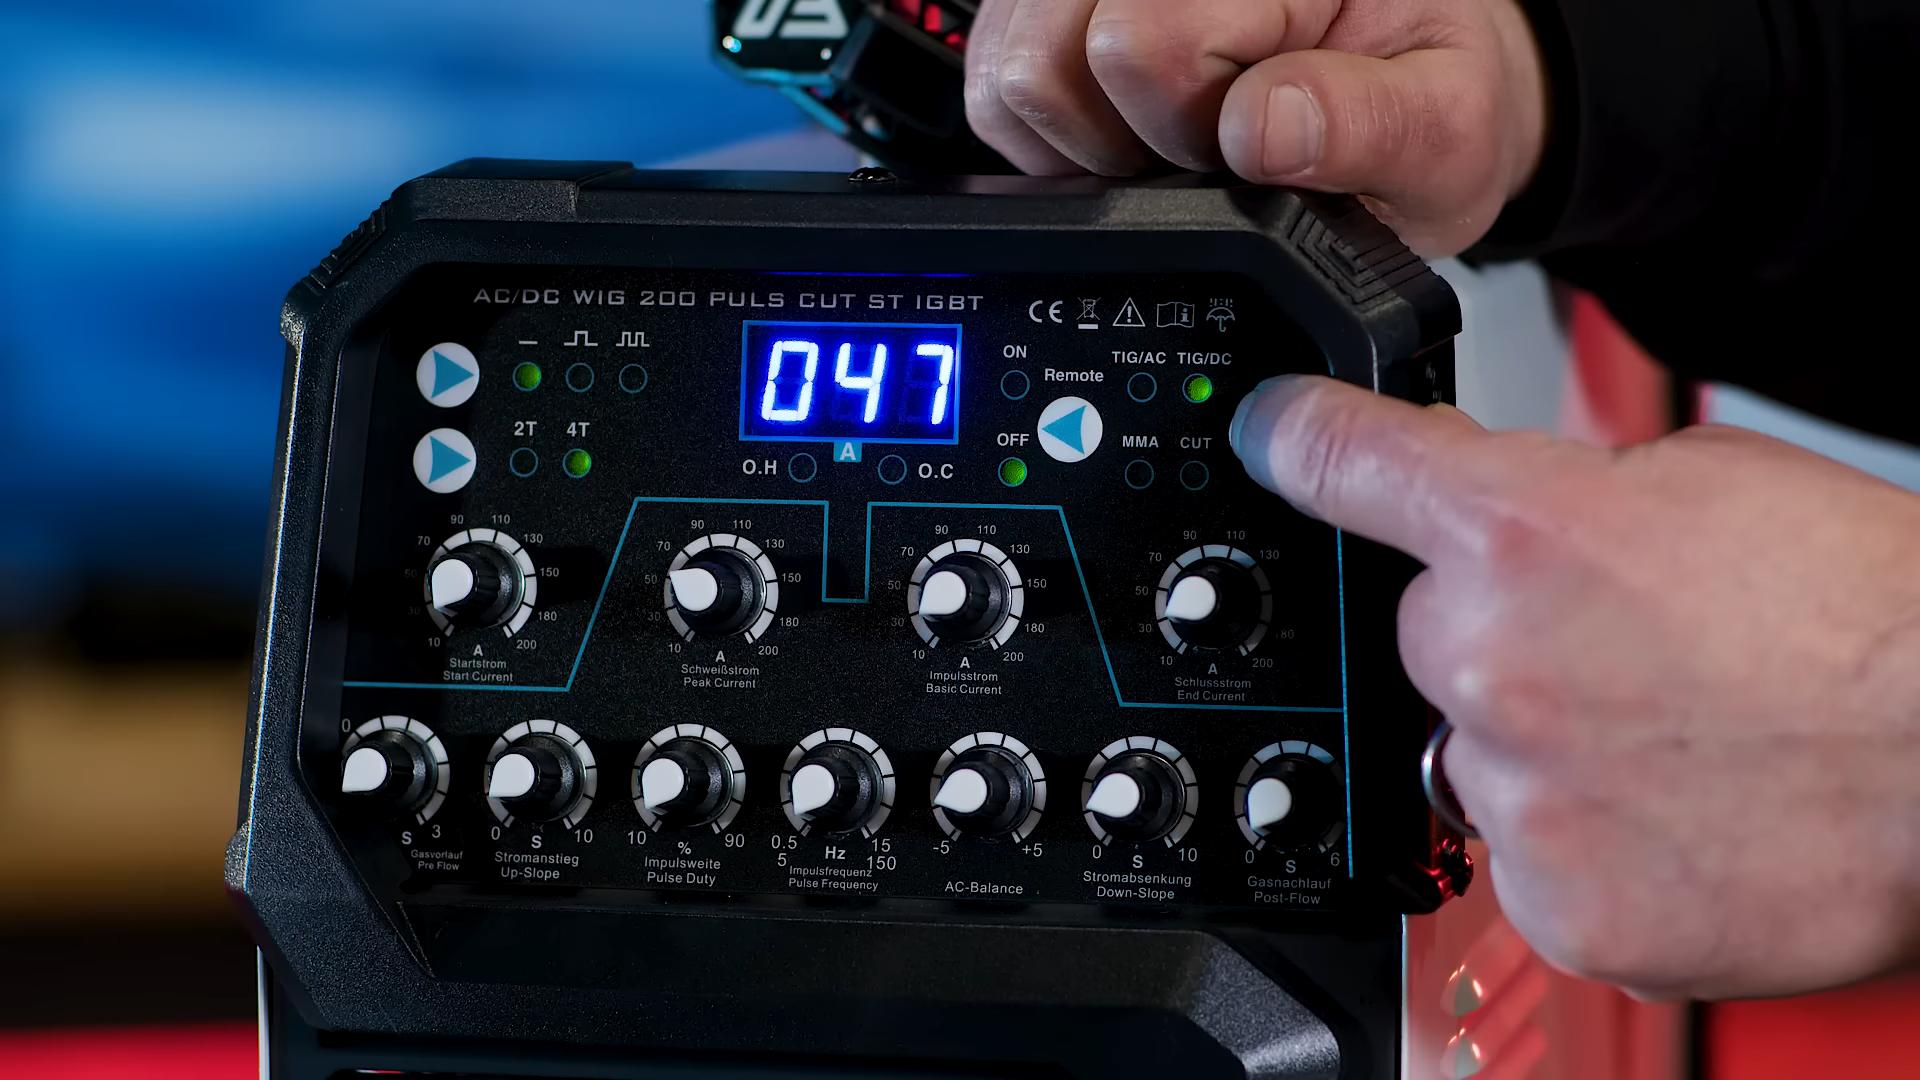 AC/DC WIG 200 PULS CUT ST IGBT
CE
047
A
ON
Remote
OFF
TIG/AC TIG/DC
MMA CUT
2T 4T
O.H
O.C
10 30 50 70 90 110 130 150 180 200
A
Startstrom
Start Current
10 30 50 70 90 110 130 150 180 200
A
Schweißstrom
Peak Current
10 30 50 70 90 110 130 150 180 200
A
Impulsstrom
Basic Current
10 30 50 70 90 110 130 180 200
A
Schlussstrom
End Current
0
S 3
Gasvorlauf
Pre Flow
0 S 10
Stromanstieg
Up-Slope
10 % 90
Impulsweite
Pulse Duty
0.5 Hz 15
5 150
Impulsfrequenz
Pulse Frequency
-5 +5
AC-Balance
0 S 10
Stromabsenkung
Down-Slope
0 S 6
Gasnachlauf
Post-Flow